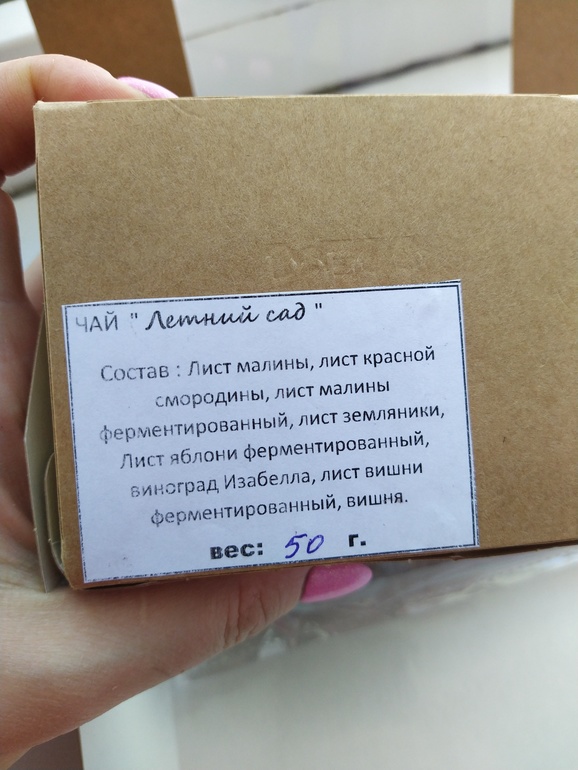 ЧАЙ " Летний сад "
Состав : Лист малины, лист красной
смородины, лист малины
ферментированный, лист земляники,
Лист яблони ферментированный,
виноград Изабелла, лист вишни
ферментированный, вишня.
вес: 50 г.